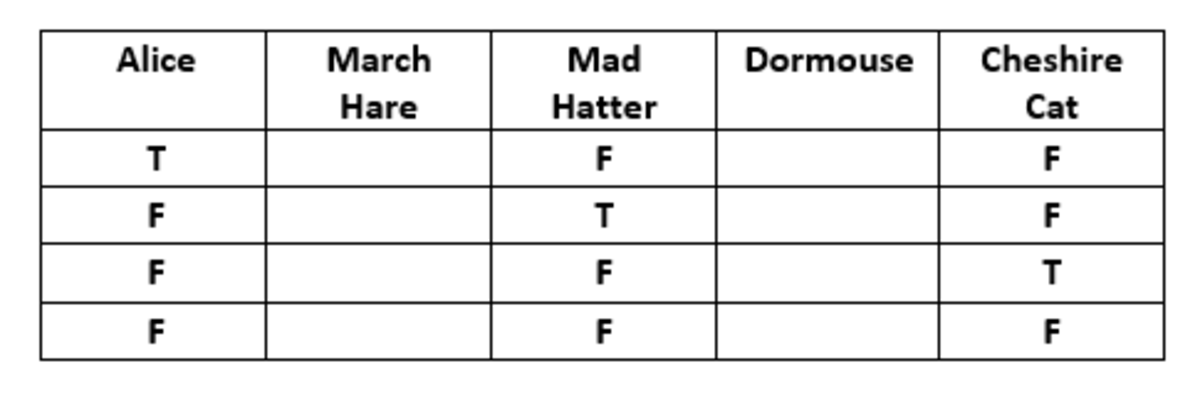 Alice March Mad Dormouse Cheshire
Hare Hatter Cat
T F F
F T F
F F T
F F F